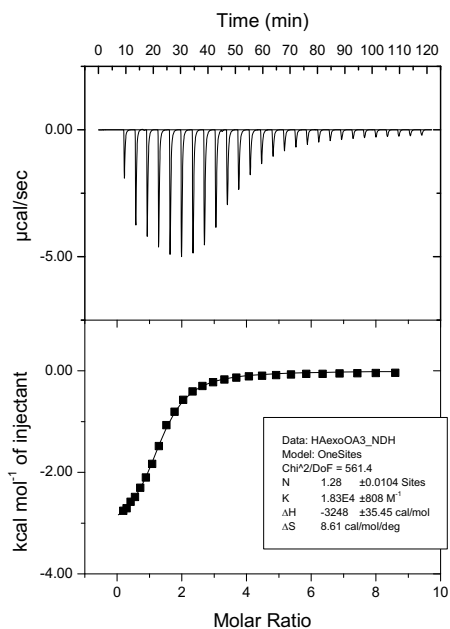 Time (min)
0 10 20 30 40 50 60 70 80 90 100 110 120
0.00
-5.00
µcal/sec
0.00
-2.00
-4.00
kcal mol⁻¹ of injectant
Data: HAexoOA3_NDH
Model: OneSites
Chi^2/DoF = 561.4
N 1.28 ±0.0104 Sites
K 1.83E4 ±808 M⁻¹
ΔH -3248 ±35.45 cal/mol
ΔS 8.61 cal/mol/deg
0 2 4 6 8 10
Molar Ratio